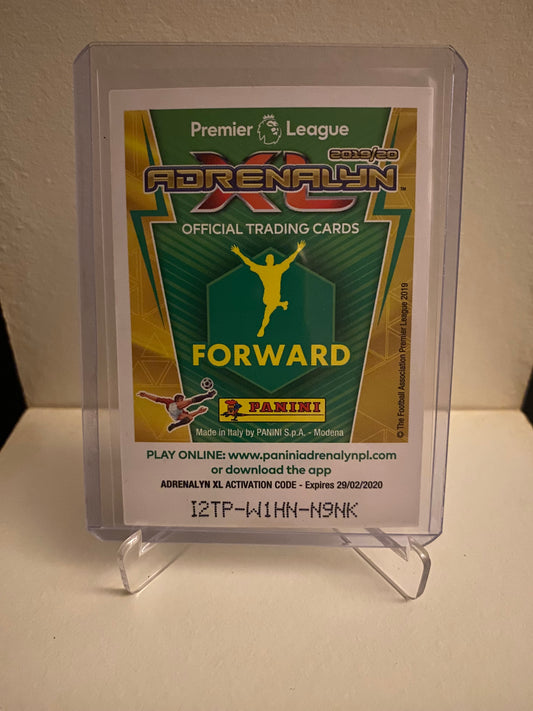 Premier League
2019/20
ADRENALYN XL™
OFFICIAL TRADING CARDS
FORWARD
PANINI
Made in Italy by PANINI S.p.A. - Modena
© The Football Association Premier League 2019
PLAY ONLINE: www.paniniadrenalynpl.com
or download the app
ADRENALYN XL ACTIVATION CODE - Expires 29/02/2020
I2TP-W1HN-N9NK